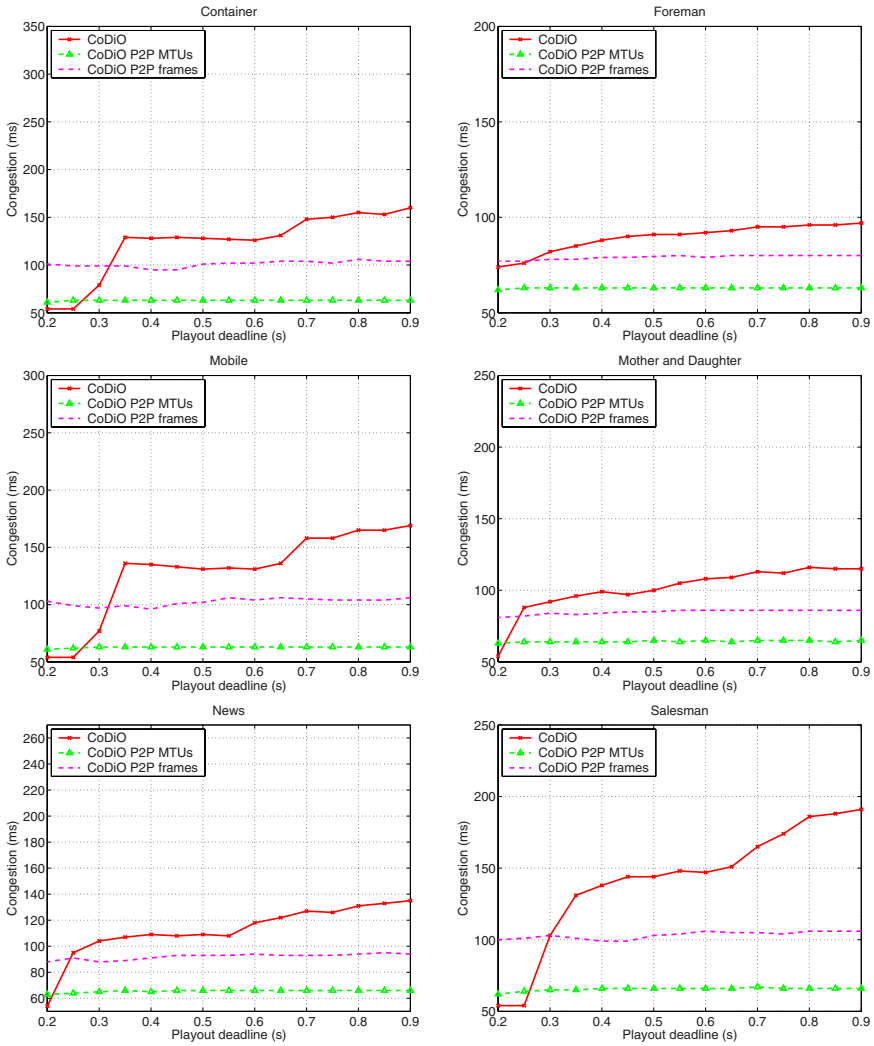 Container
Congestion (ms)
350
300
250
200
150
100
50
CoDiO
CoDiO P2P MTUs
CoDiO P2P frames
0.2 0.3 0.4 0.5 0.6 0.7 0.8 0.9
Playout deadline (s)
Foreman
Congestion (ms)
200
150
100
50
CoDiO
CoDiO P2P MTUs
CoDiO P2P frames
0.2 0.3 0.4 0.5 0.6 0.7 0.8 0.9
Playout deadline (s)
Mobile
Congestion (ms)
300
250
200
150
100
50
CoDiO
CoDiO P2P MTUs
CoDiO P2P frames
0.2 0.3 0.4 0.5 0.6 0.7 0.8 0.9
Playout deadline (s)
Mother and Daughter
Congestion (ms)
250
200
150
100
50
CoDiO
CoDiO P2P MTUs
CoDiO P2P frames
0.2 0.3 0.4 0.5 0.6 0.7 0.8 0.9
Playout deadline (s)
News
Congestion (ms)
260
240
220
200
180
160
140
120
100
80
60
CoDiO
CoDiO P2P MTUs
CoDiO P2P frames
0.2 0.3 0.4 0.5 0.6 0.7 0.8 0.9
Playout deadline (s)
Salesman
Congestion (ms)
250
200
150
100
50
CoDiO
CoDiO P2P MTUs
CoDiO P2P frames
0.2 0.3 0.4 0.5 0.6 0.7 0.8 0.9
Playout deadline (s)